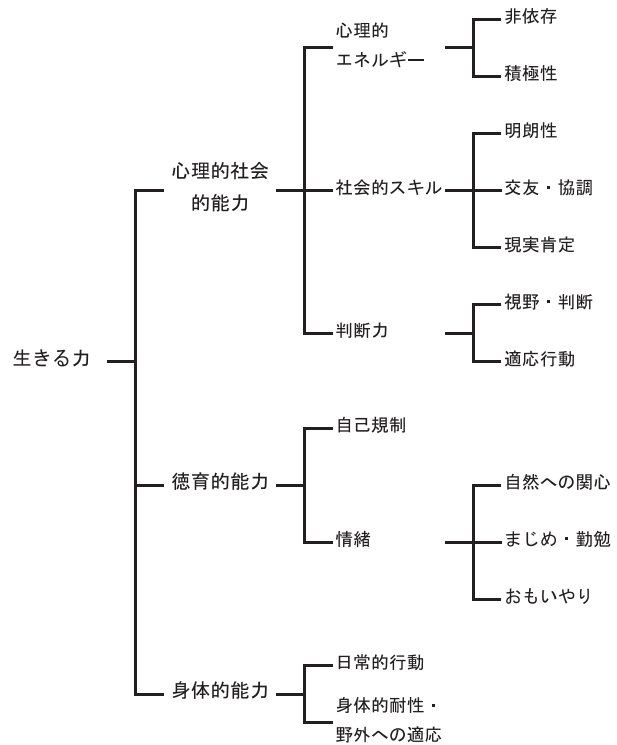 生きる力
心理的社会
的能力
心理的
エネルギー
非依存
積極性
社会的スキル
明朗性
交友・協調
現実肯定
判断力
視野・判断
適応行動
徳育的能力
自己規制
情緒
自然への関心
まじめ・勤勉
おもいやり
身体的能力
日常的行動
身体的耐性・
野外への適応